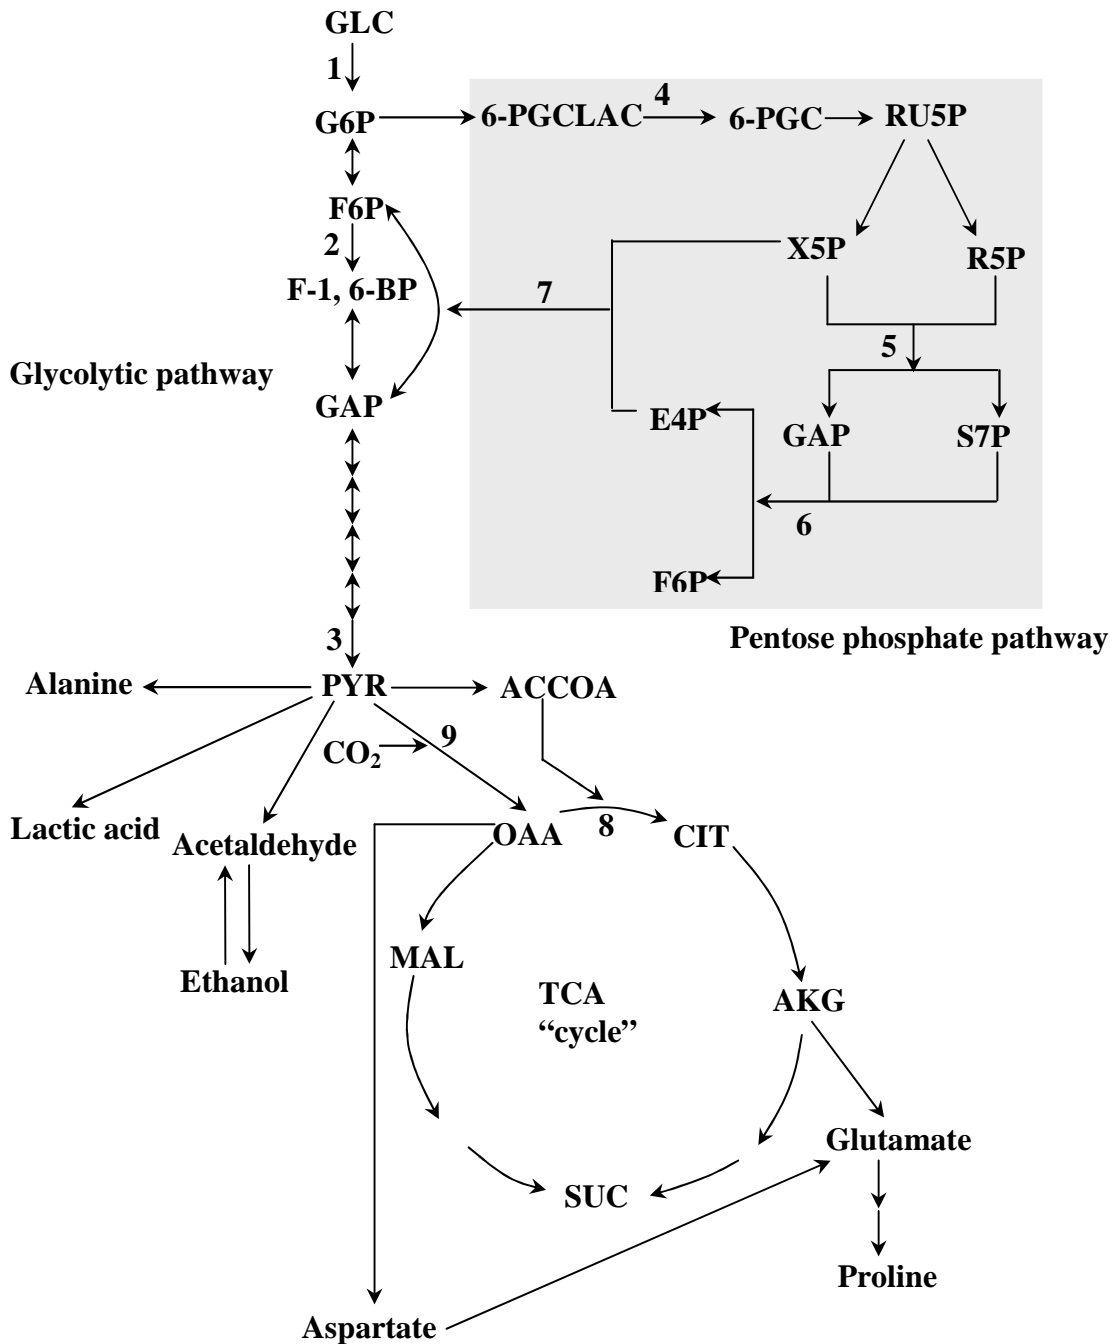 GLC
1
G6P
6-PGCLAC
4
6-PGC
RU5P
F6P
2
F-1, 6-BP
X5P
R5P
7
5
Glycolytic pathway
GAP
E4P
GAP
S7P
6
F6P
3
Pentose phosphate pathway
Alanine
PYR
ACCOA
CO2
9
Lactic acid
Acetaldehyde
OAA
8
CIT
Ethanol
MAL
TCA
“cycle”
AKG
Glutamate
SUC
Proline
Aspartate